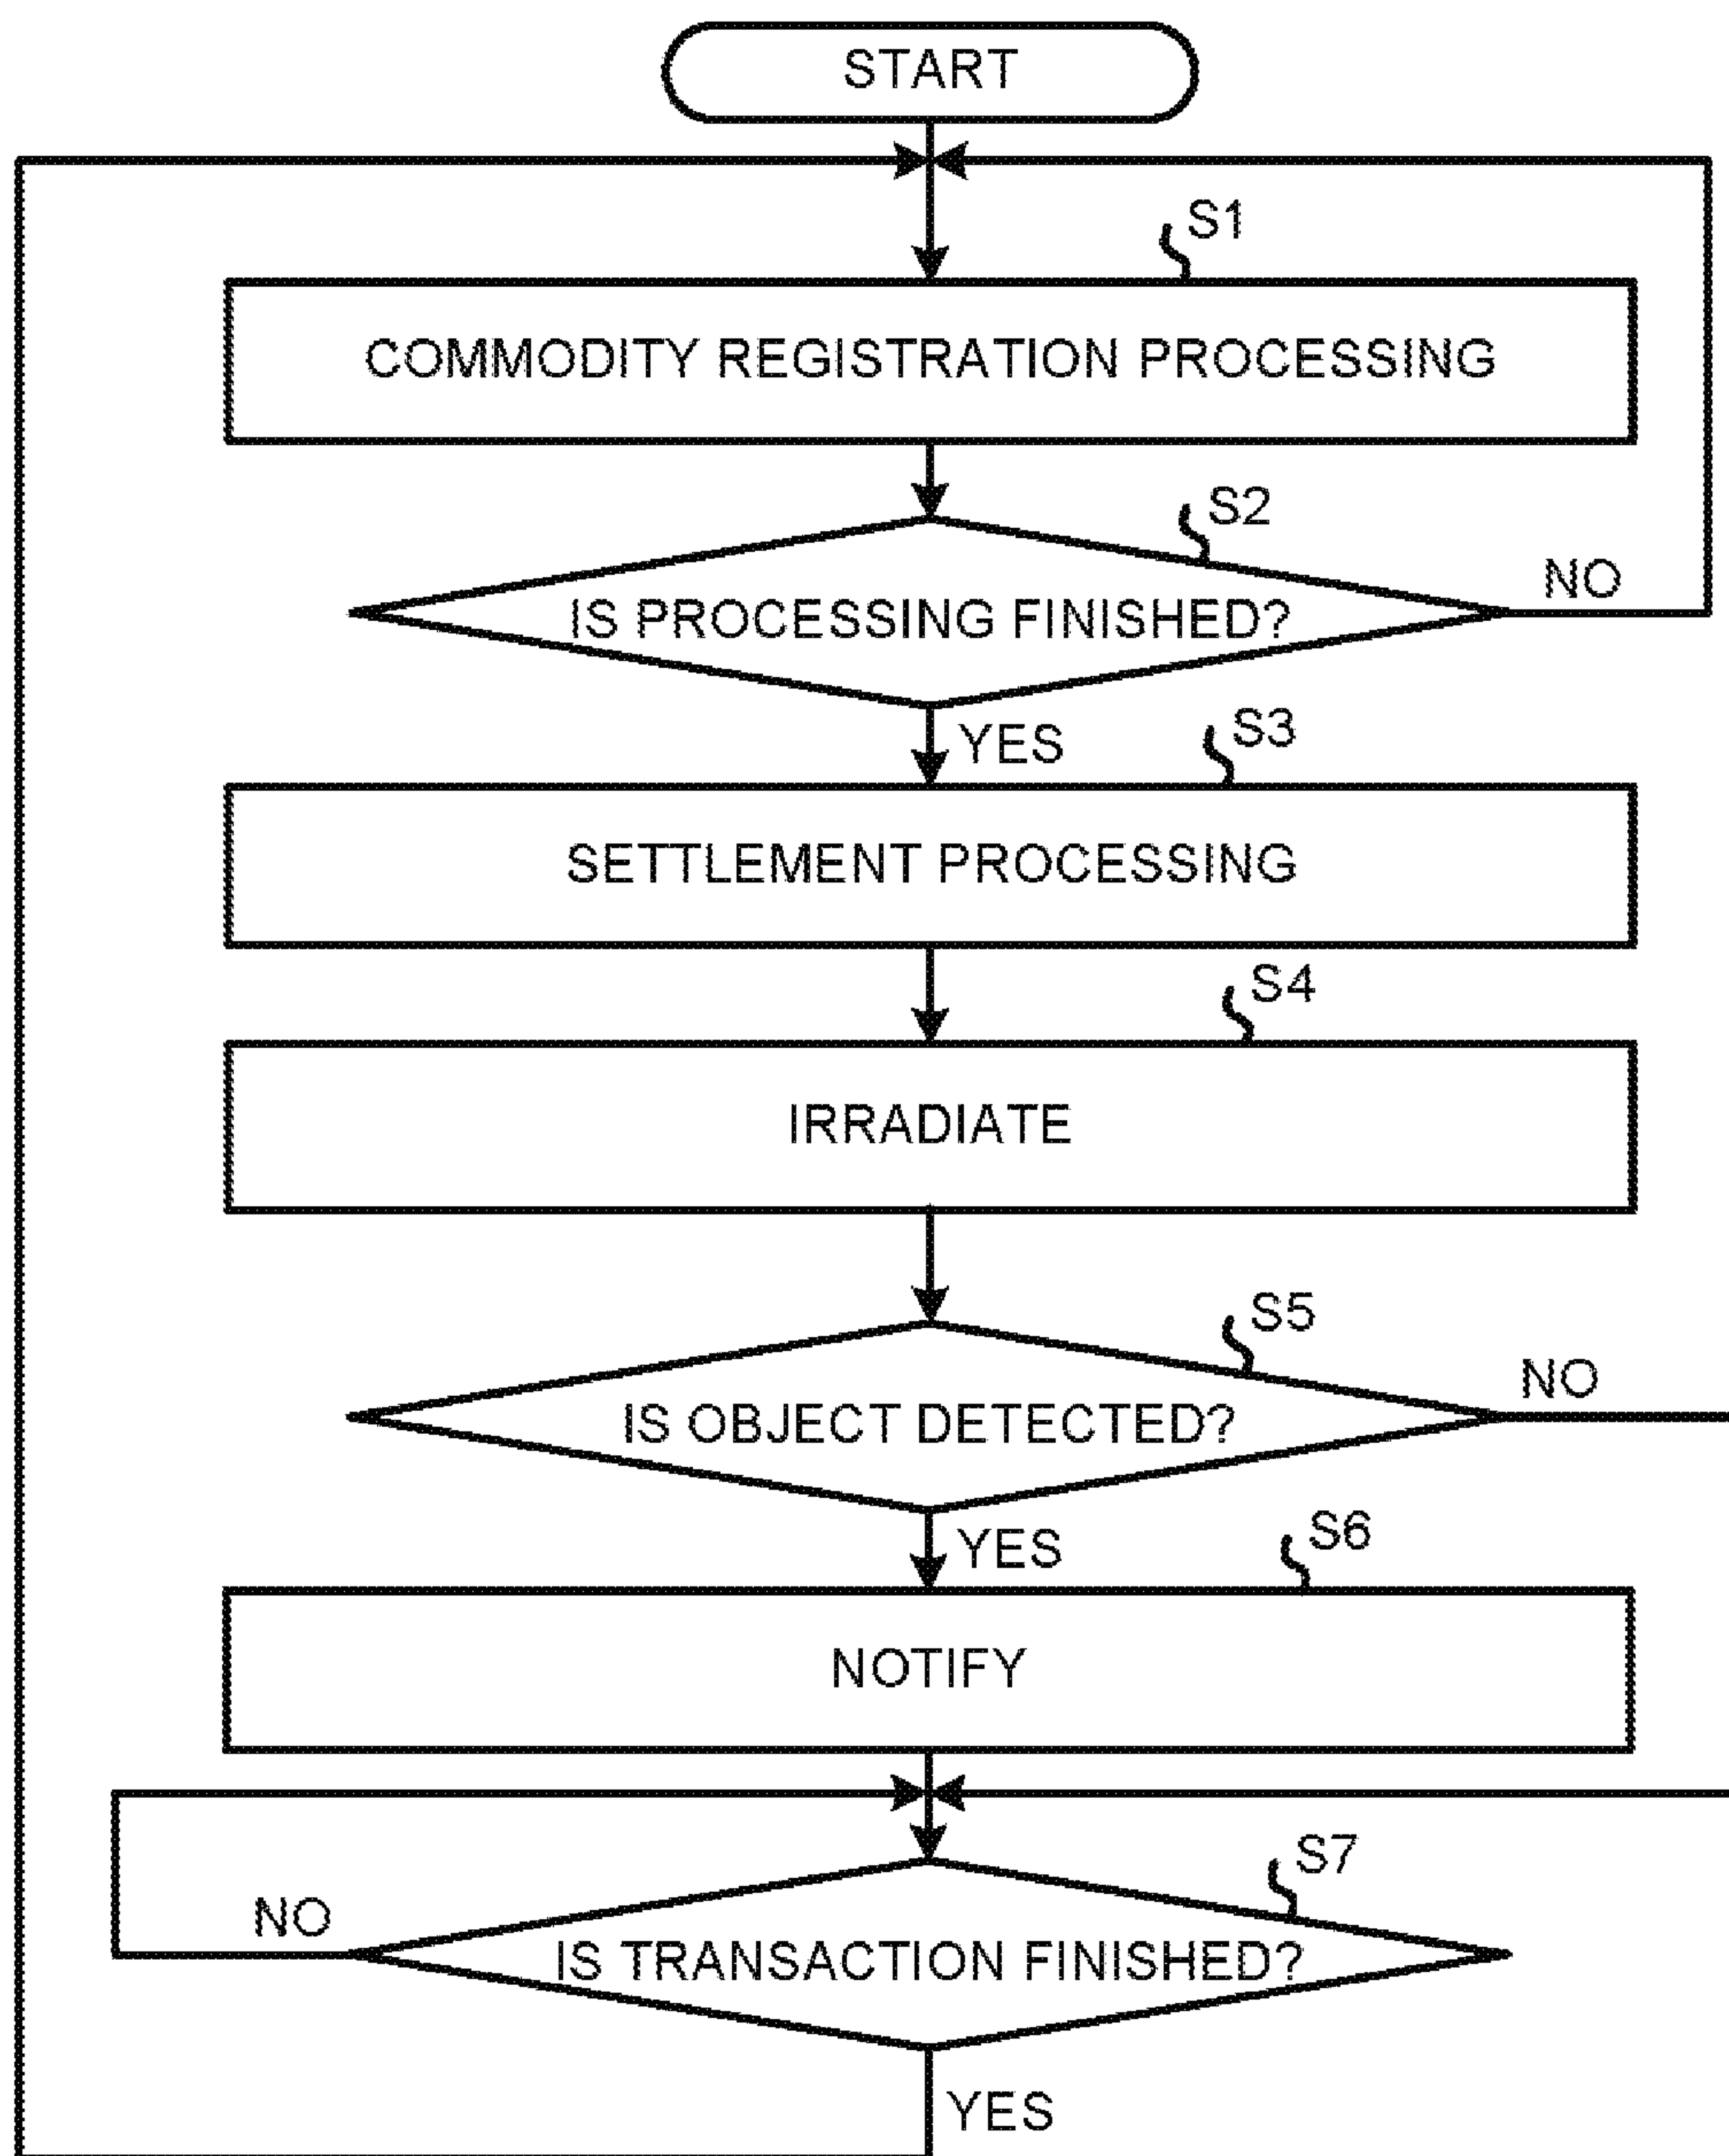 START
S1
COMMODITY REGISTRATION PROCESSING
S2
NO
IS PROCESSING FINISHED?
YES
S3
SETTLEMENT PROCESSING
S4
IRRADIATE
S5
NO
IS OBJECT DETECTED?
YES
S6
NOTIFY
S7
NO
IS TRANSACTION FINISHED?
YES